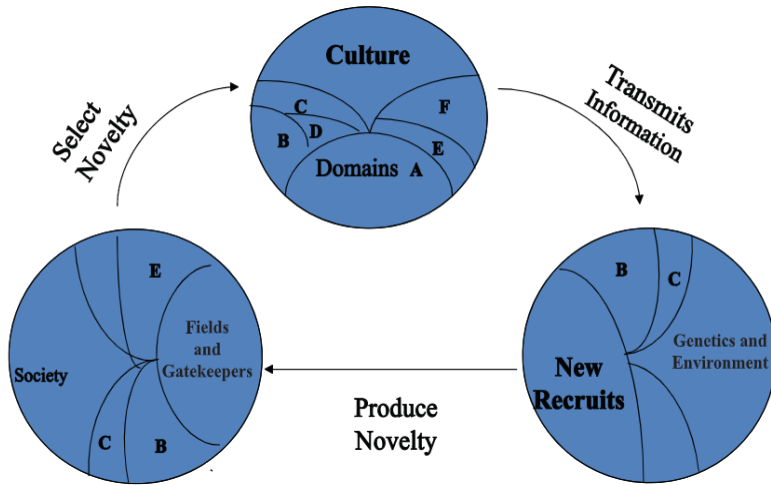 Culture
C
F
B
D
E
Domains A
Select
Novelty
Transmits
Information
E
Fields
and
Gatekeepers
Society
C
B
B
C
Genetics and
Environment
New
Recruits
Produce
Novelty